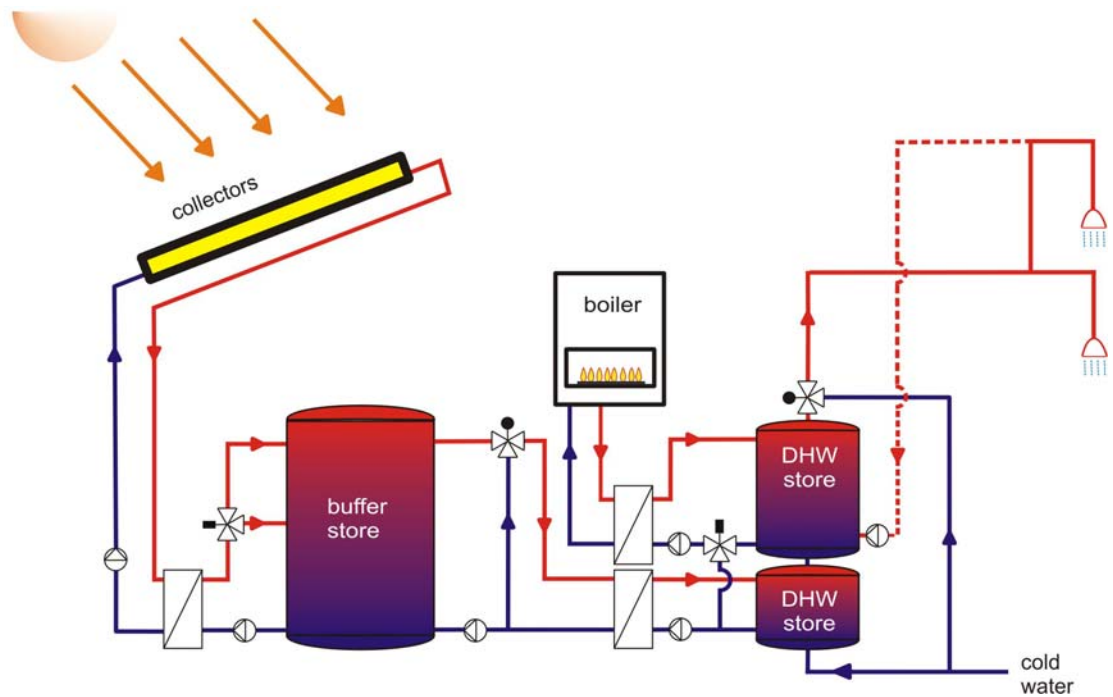 collectors
boiler
buffer
store
DHW
store
DHW
store
cold
water